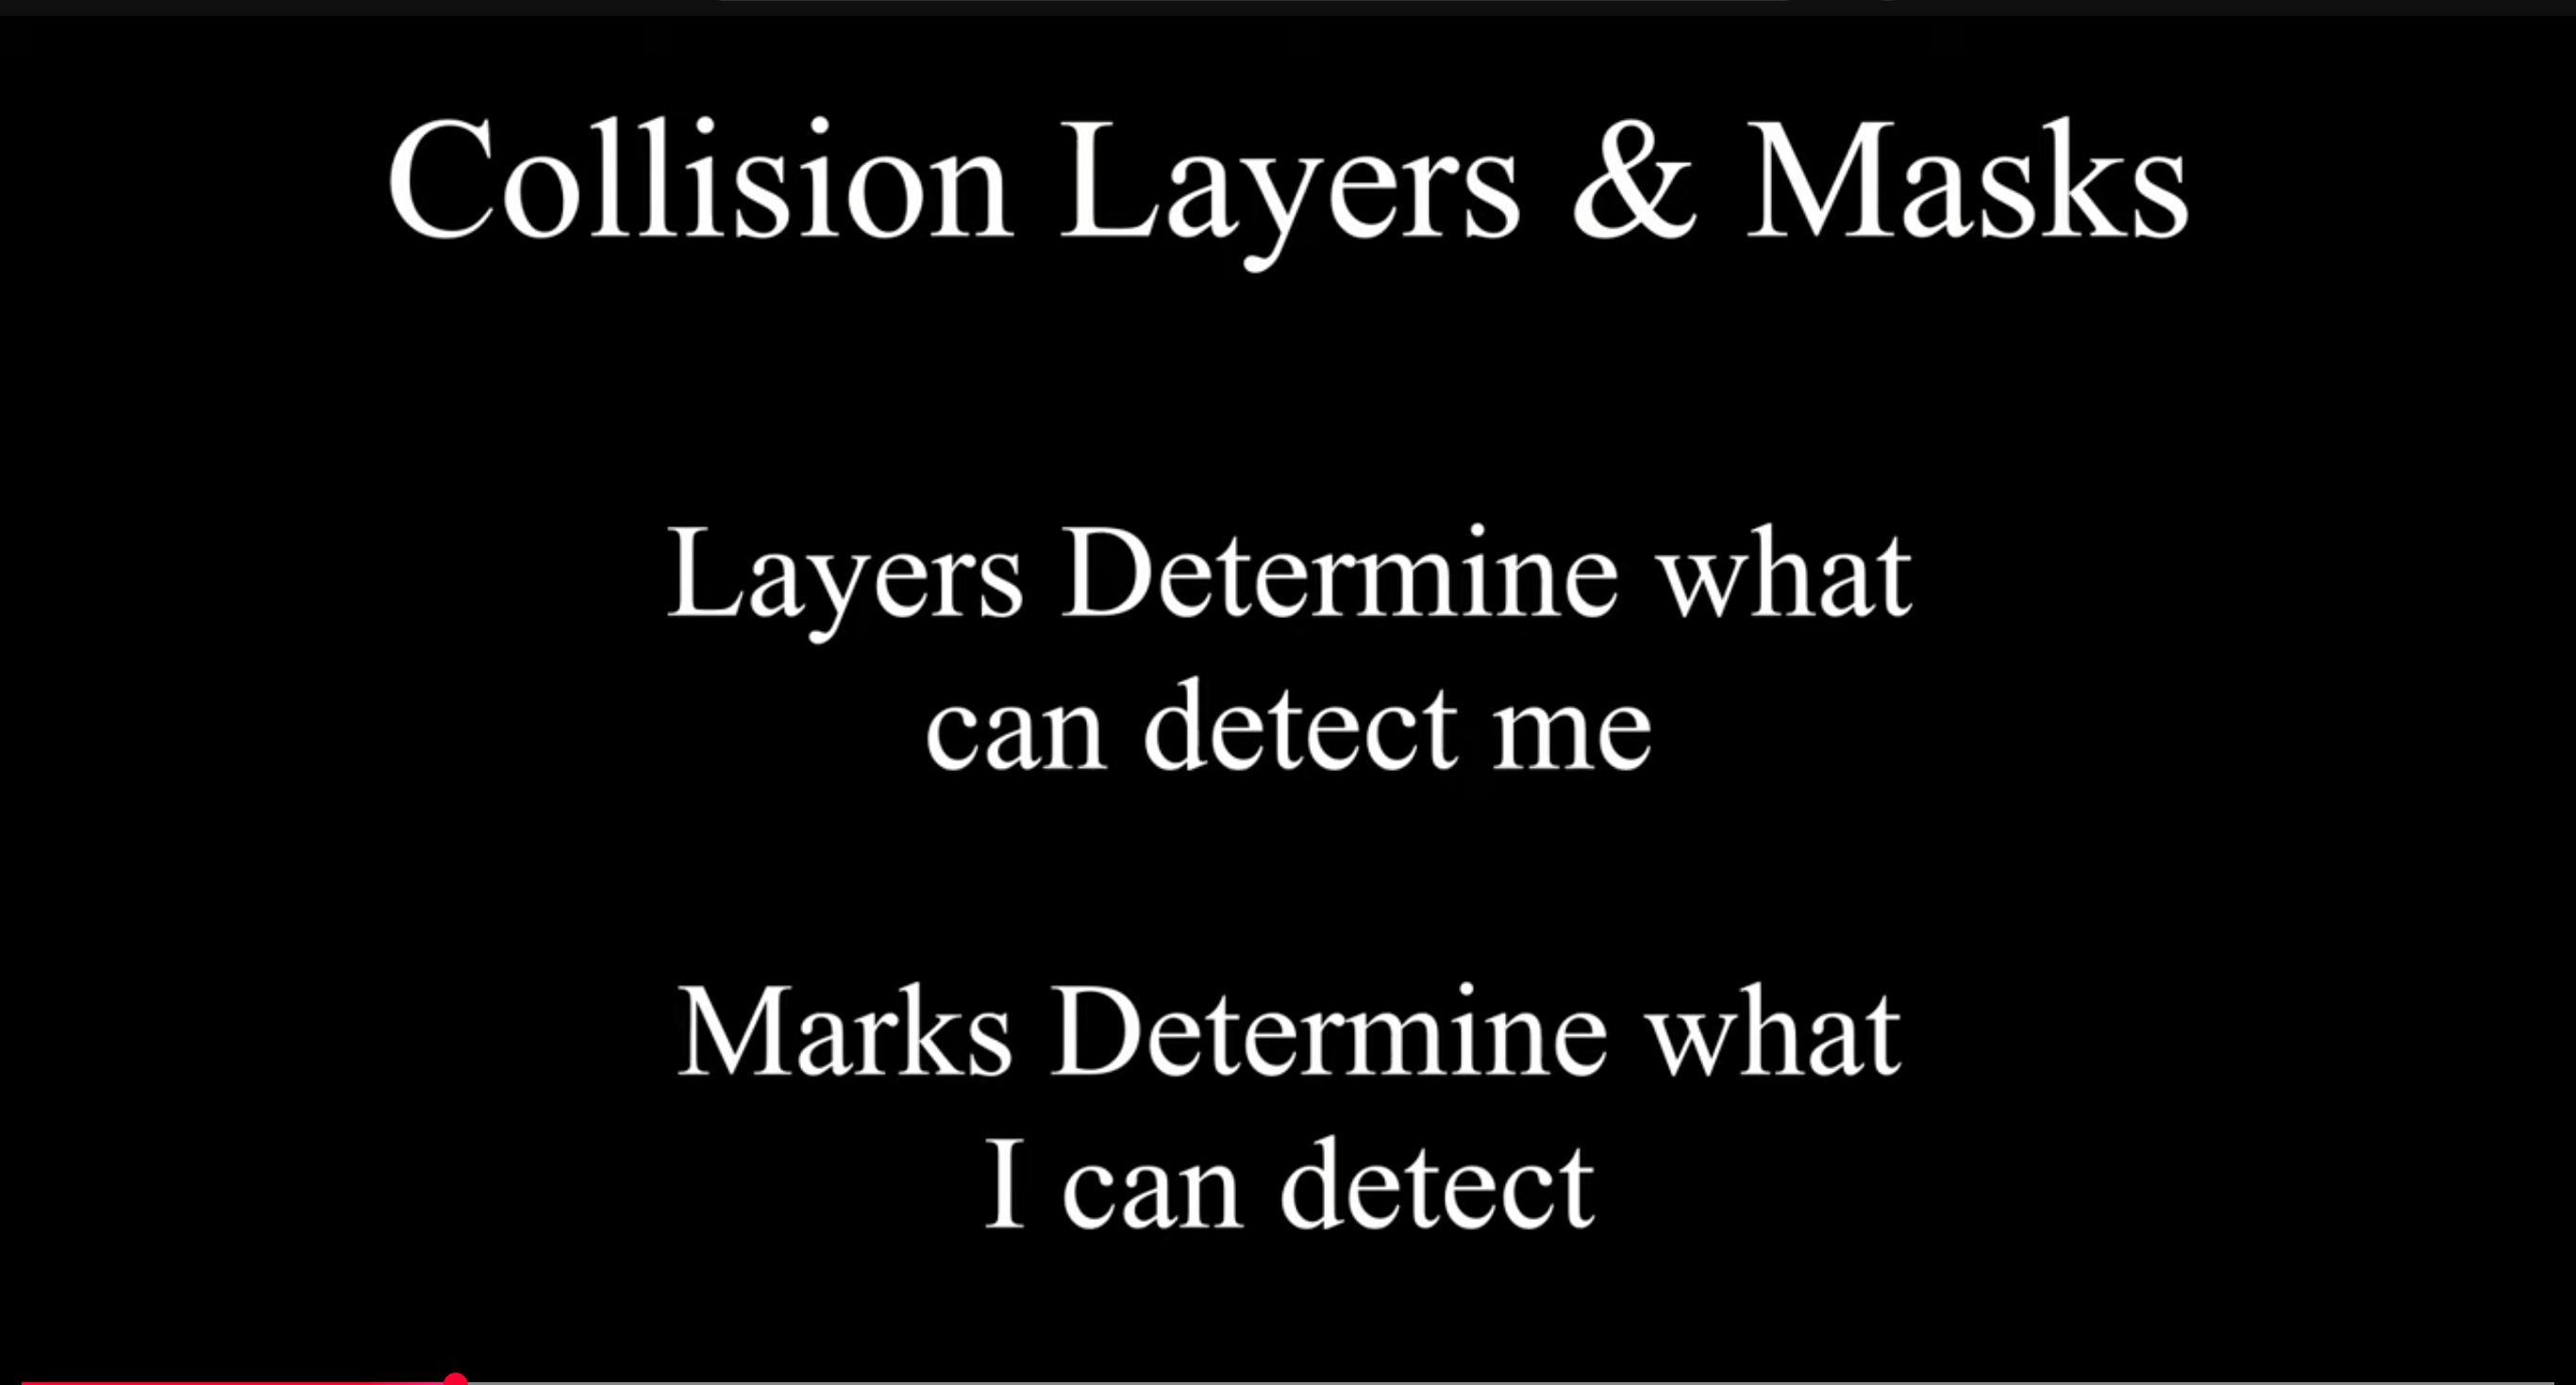 Collision Layers & Masks
Layers Determine what
can detect me
Marks Determine what
I can detect